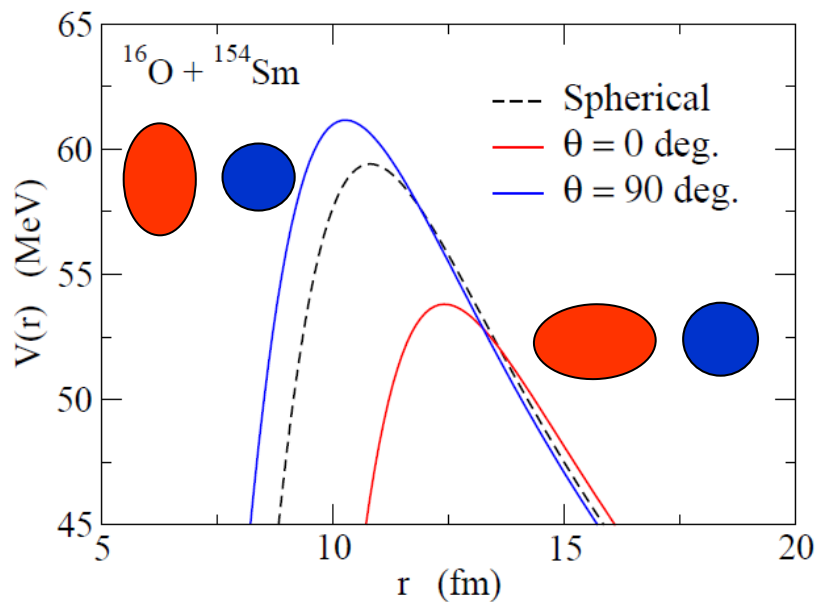 65
¹⁶O + ¹⁵⁴Sm
Spherical
θ = 0 deg.
θ = 90 deg.
60
55
50
45
V(r) (MeV)
5
10
15
20
r (fm)